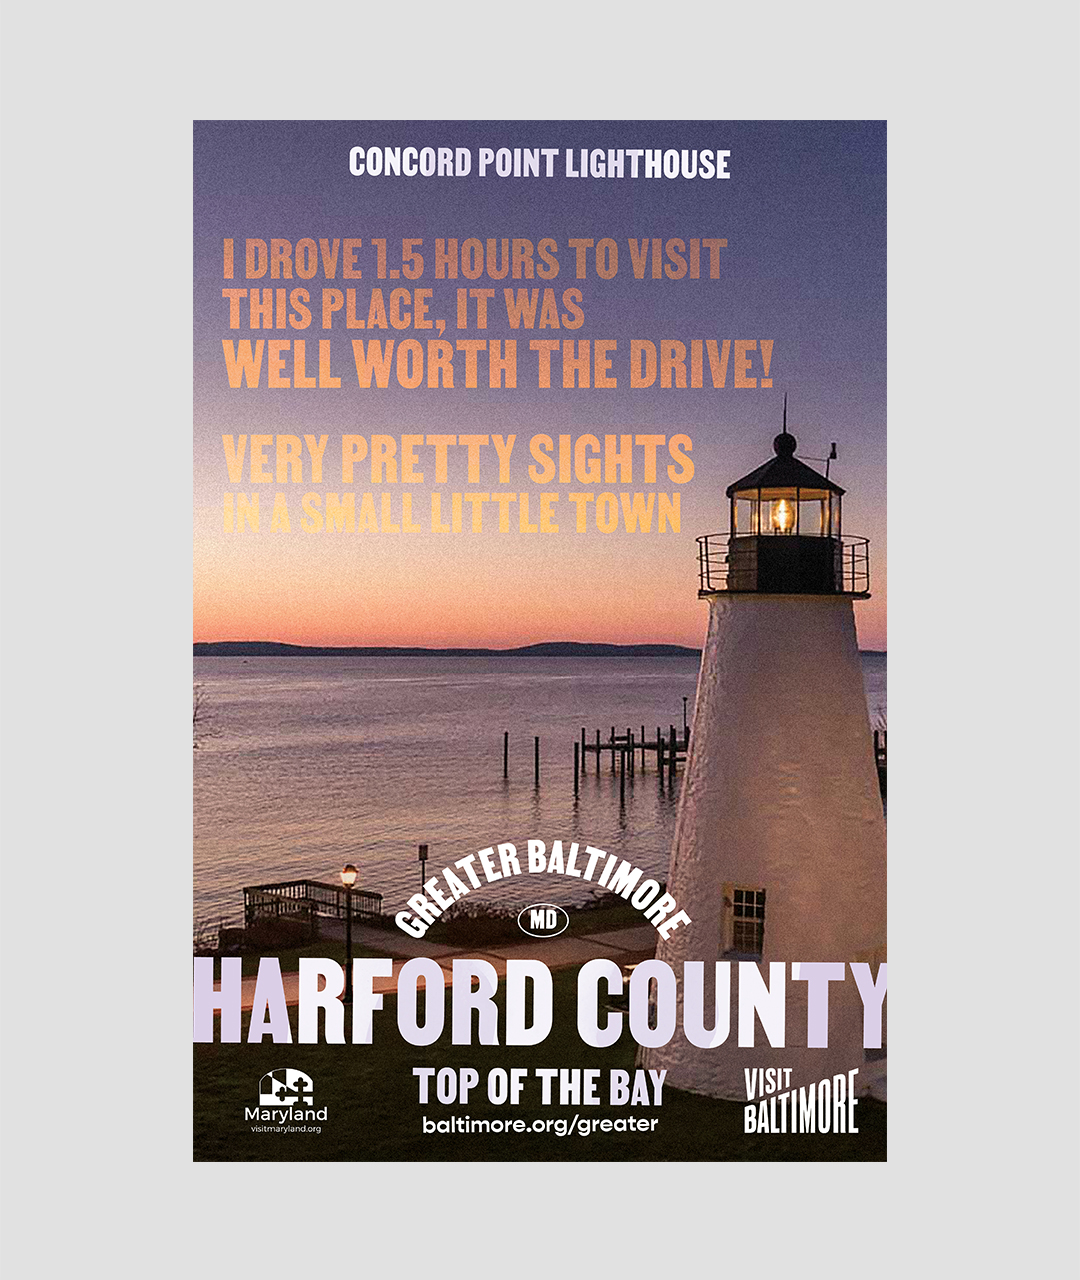 CONCORD POINT LIGHTHOUSE
I DROVE 1.5 HOURS TO VISIT
THIS PLACE, IT WAS
WELL WORTH THE DRIVE!
VERY PRETTY SIGHTS
IN A SMALL LITTLE TOWN
GREATER BALTIMORE
MD
HARFORD COUNTY
TOP OF THE BAY
baltimore.org/greater
Maryland
visitmaryland.org
VISIT
BALTIMORE